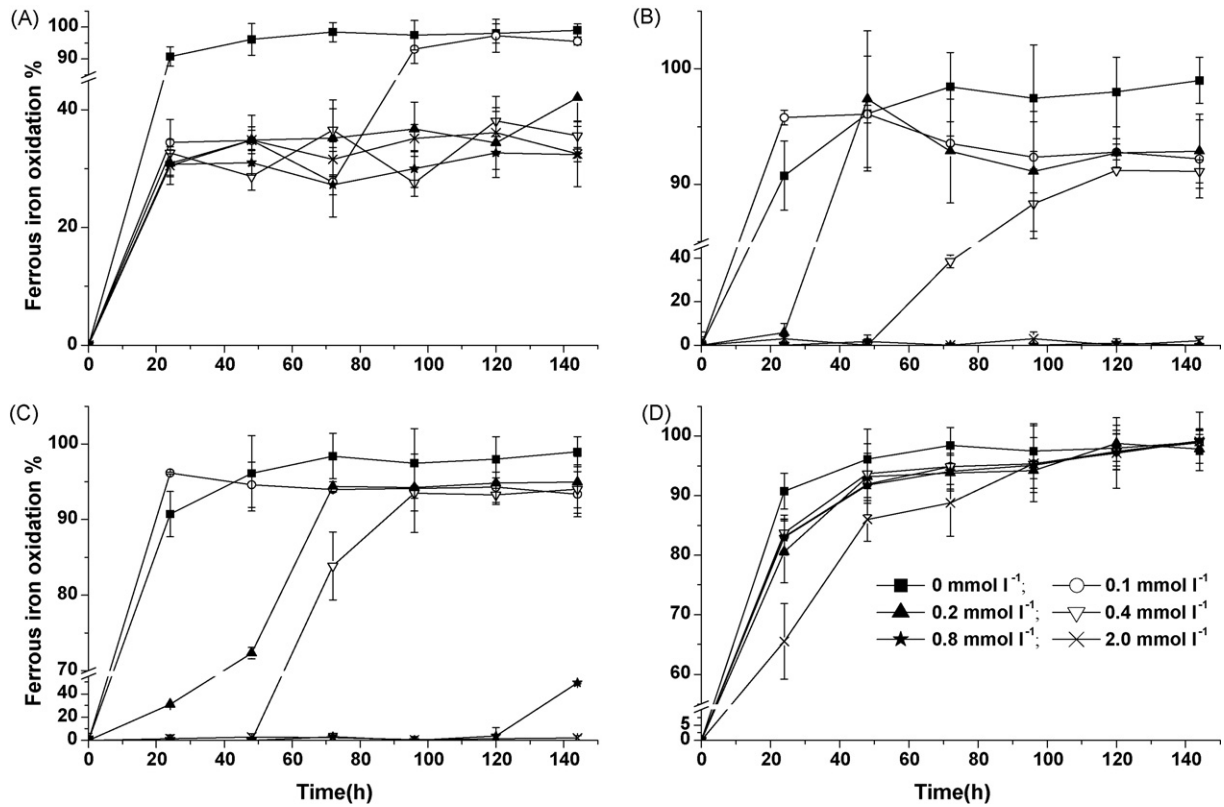 (A)
(B)
Ferrous iron oxidation %
100
90
40
20
0
0 20 40 60 80 100 120 140
100
90
40
20
0
0 20 40 60 80 100 120 140
(C)
(D)
Ferrous iron oxidation %
100
90
80
70
40
20
0
0 20 40 60 80 100 120 140
Time(h)
100
90
80
70
60
5
0
0 20 40 60 80 100 120 140
Time(h)
0 mmol l⁻¹; 0.1 mmol l⁻¹
0.2 mmol l⁻¹; 0.4 mmol l⁻¹
0.8 mmol l⁻¹; 2.0 mmol l⁻¹